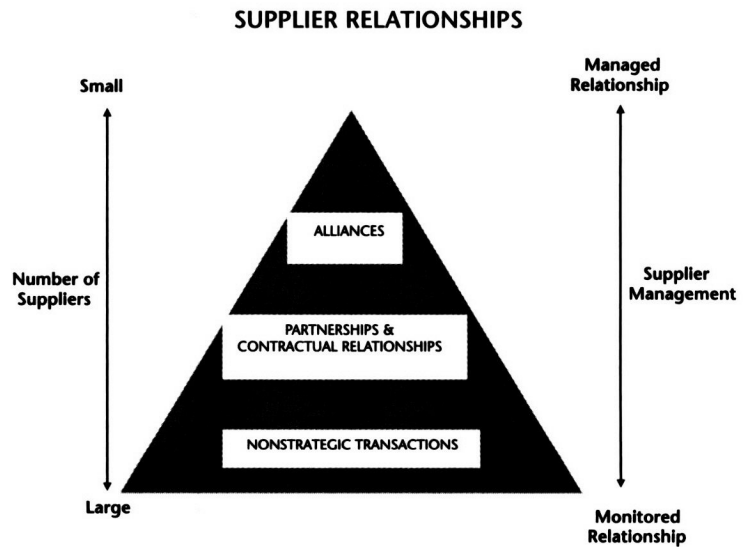 SUPPLIER RELATIONSHIPS
Small
Managed
Relationship
ALLIANCES
Number of
Suppliers
Supplier
Management
PARTNERSHIPS &
CONTRACTUAL RELATIONSHIPS
NONSTRATEGIC TRANSACTIONS
Large
Monitored
Relationship